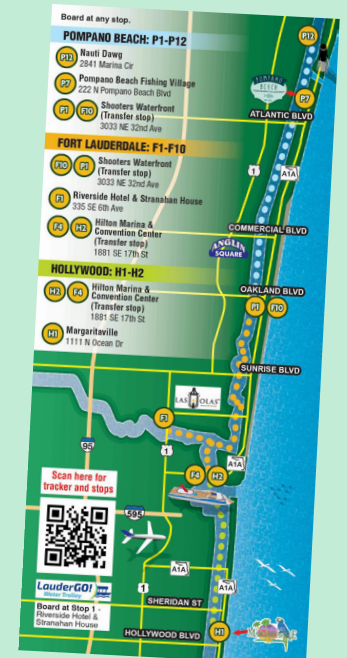 Board at any stop.
POMPANO BEACH: P1-P12
P12 Nauti Dawg
2841 Marina Cir
P7 Pompano Beach Fishing Village
222 N Pompano Beach Blvd
P1 F10 Shooters Waterfront
(Transfer stop)
3033 NE 32nd Ave
FORT LAUDERDALE: F1-F10
F10 P1 Shooters Waterfront
(Transfer stop)
3033 NE 32nd Ave
Riverside Hotel & Stranahan House
335 SE 6th Ave
F4 H2 Hilton Marina &
Convention Center
(Transfer stop)
1881 SE 17th St
HOLLYWOOD: H1-H2
H2 F4 Hilton Marina &
Convention Center
(Transfer stop)
1881 SE 17th St
H1 Margaritaville
1111 N Ocean Dr
P12
POMPANO
BEACH
P7
ATLANTIC BLVD
1
A1A
COMMERCIAL BLVD
ANGLIN
SQUARE
OAKLAND BLVD
P1 F10
SUNRISE BLVD
LAS OLAS
1
95
F4 H2
A1A
595
A1A
1
A1A
SHERIDAN ST
HOLLYWOOD BLVD
H1
Scan here for
tracker and stops
LauderGO!
Water Trolley
Board at Stop 1 -
Riverside Hotel &
Stranahan House